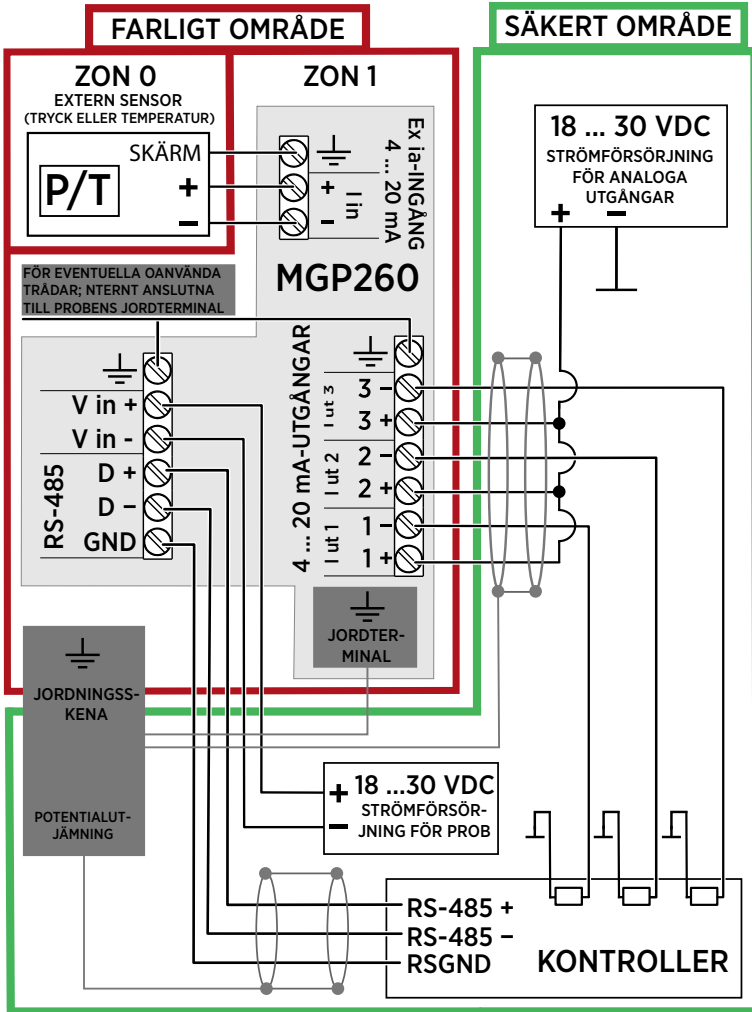 FARLIGT OMRÅDE
SÄKERT OMRÅDE
ZON 0
EXTERN SENSOR
(TRYCK ELLER TEMPERATUR)
P/T
SKÄRM
+
−
ZON 1
+
−
I in
Ex ia-INGÅNG
4 ... 20 mA
MGP260
18 ... 30 VDC
STRÖMFÖRSÖRJNING
FÖR ANALOGA
UTGÅNGAR
+ −
FÖR EVENTUELLA OANVÄNDA
TRÅDAR; NTERNT ANSLUTNA
TILL PROBENS JORDTERMINAL
V in +
V in -
D +
D −
GND
RS-485
4 ... 20 mA-UTGÅNGAR
I ut 3
I ut 2
I ut 1
3 −
3 +
2 −
2 +
1 −
1 +
JORDTER-
MINAL
JORDNINGSS-
KENA
POTENTIALUT-
JÄMNING
+ 18 ...30 VDC
STRÖMFÖRSÖR-
− JNING FÖR PROB
RS-485 +
RS-485 −
RSGND
KONTROLLER